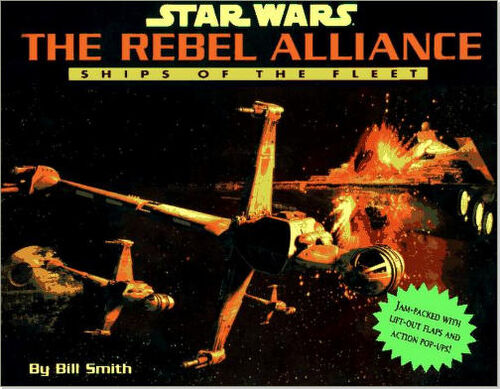 STAR WARS
THE REBEL ALLIANCE
SHIPS OF THE FLEET
JAM-PACKED WITH
LIFT-OUT FLAPS AND
ACTION POP-UPS!
By Bill Smith